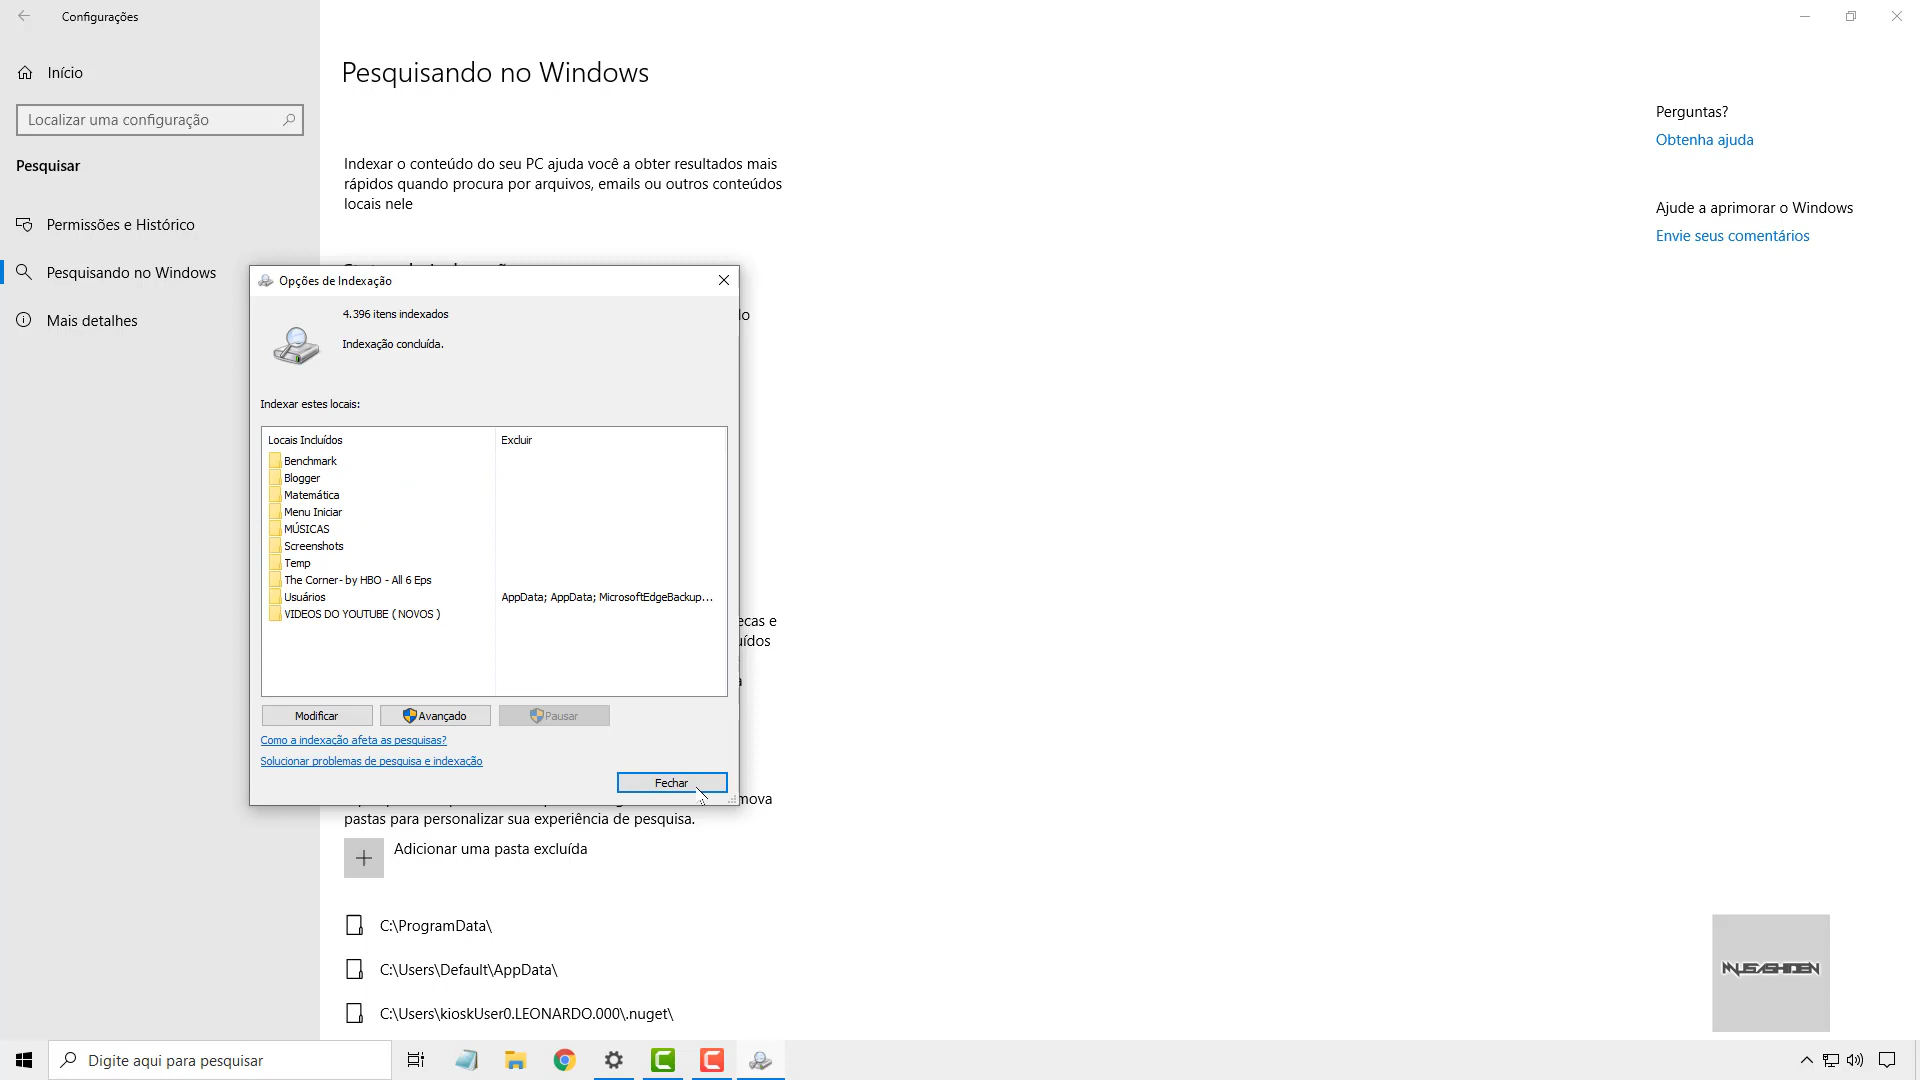 Configurações
Início
Localizar uma configuração
Pesquisar
Permissões e Histórico
Pesquisando no Windows
Mais detalhes
Pesquisando no Windows
Indexar o conteúdo do seu PC ajuda você a obter resultados mais
rápidos quando procura por arquivos, emails ou outros conteúdos
locais nele
Perguntas?
Obtenha ajuda
Ajude a aprimorar o Windows
Envie seus comentários
Opções de Indexação
4.396 itens indexados
Indexação concluída.
Indexar estes locais:
Locais Incluídos
Excluir
Benchmark
Blogger
Matemática
Menu Iniciar
MÚSICAS
Screenshots
Temp
The Corner- by HBO - All 6 Eps
Usuários
AppData; AppData; MicrosoftEdgeBackup...
VIDEOS DO YOUTUBE ( NOVOS )
Modificar
Avançado
Pausar
Como a indexação afeta as pesquisas?
Solucionar problemas de pesquisa e indexação
Fechar
pastas para personalizar sua experiência de pesquisa.
Adicionar uma pasta excluída
C:\ProgramData\
C:\Users\Default\AppData\
C:\Users\kioskUser0.LEONARDO.000\.nuget\
Digite aqui para pesquisar